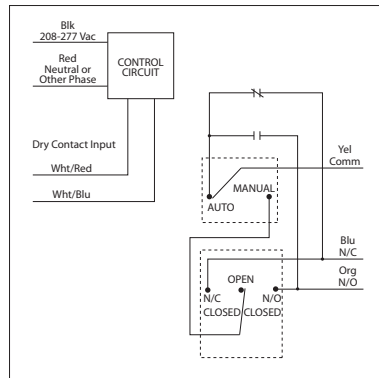 Blk
208-277 Vac
Red
Neutral or
Other Phase
CONTROL
CIRCUIT
Dry Contact Input
Wht/Red
Wht/Blu
Yel
Comm
MANUAL
AUTO
Blu
N/C
OPEN
Org
N/O
N/C
N/O
CLOSED
CLOSED